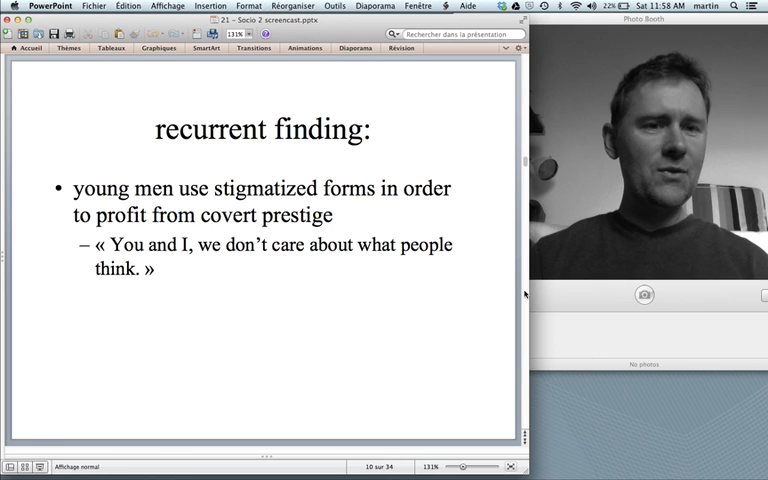 PowerPoint Fichier Édition Affichage Insertion Format Réorganiser Outils Diaporama Fenêtre Aide 22% Sat 11:58 AM martin
21 – Socio 2 screencast.pptx
Photo Booth
131%
Rechercher dans la présentation
Accueil Thèmes Tableaux Graphiques SmartArt Transitions Animations Diaporama Révision
recurrent finding:
• young men use stigmatized forms in order
to profit from covert prestige
– « You and I, we don’t care about what people
think. »
No photos
Affichage normal 10 sur 34 131%